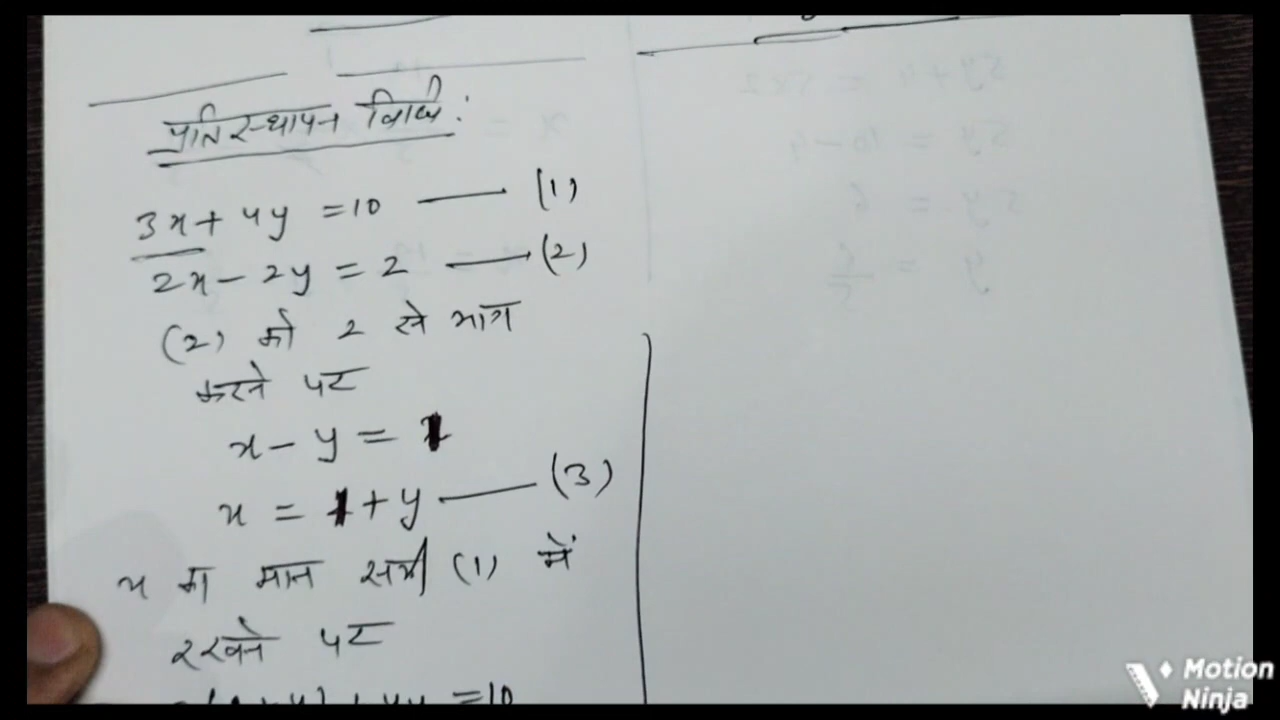 प्रतिस्थापन विधि :
3x + 4y = 10 —— (1)
2x - 2y = 2 —— (2)
(2) को 2 से भाग
करने पर
x - y = 1
x = 1 + y —— (3)
x का मान समी (1) में
रखने पर
= 10
Motion
Ninja